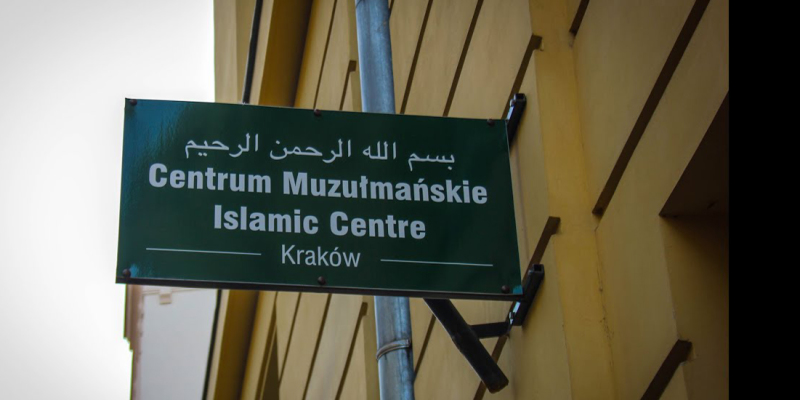 بسم الله الرحمن الرحيم
Centrum Muzułmańskie
Islamic Centre
Kraków